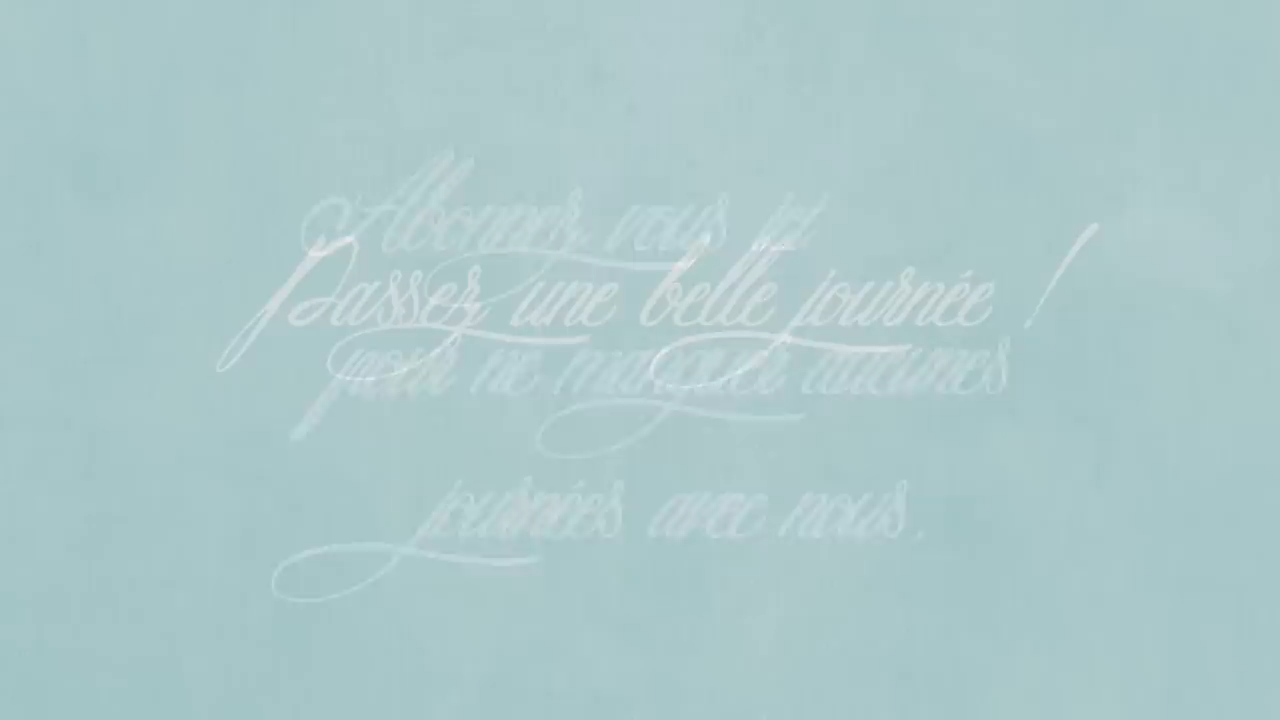 Abonnez vous ici
Passez une belle journée !
pour ne manquer aucunes
journées avec nous.